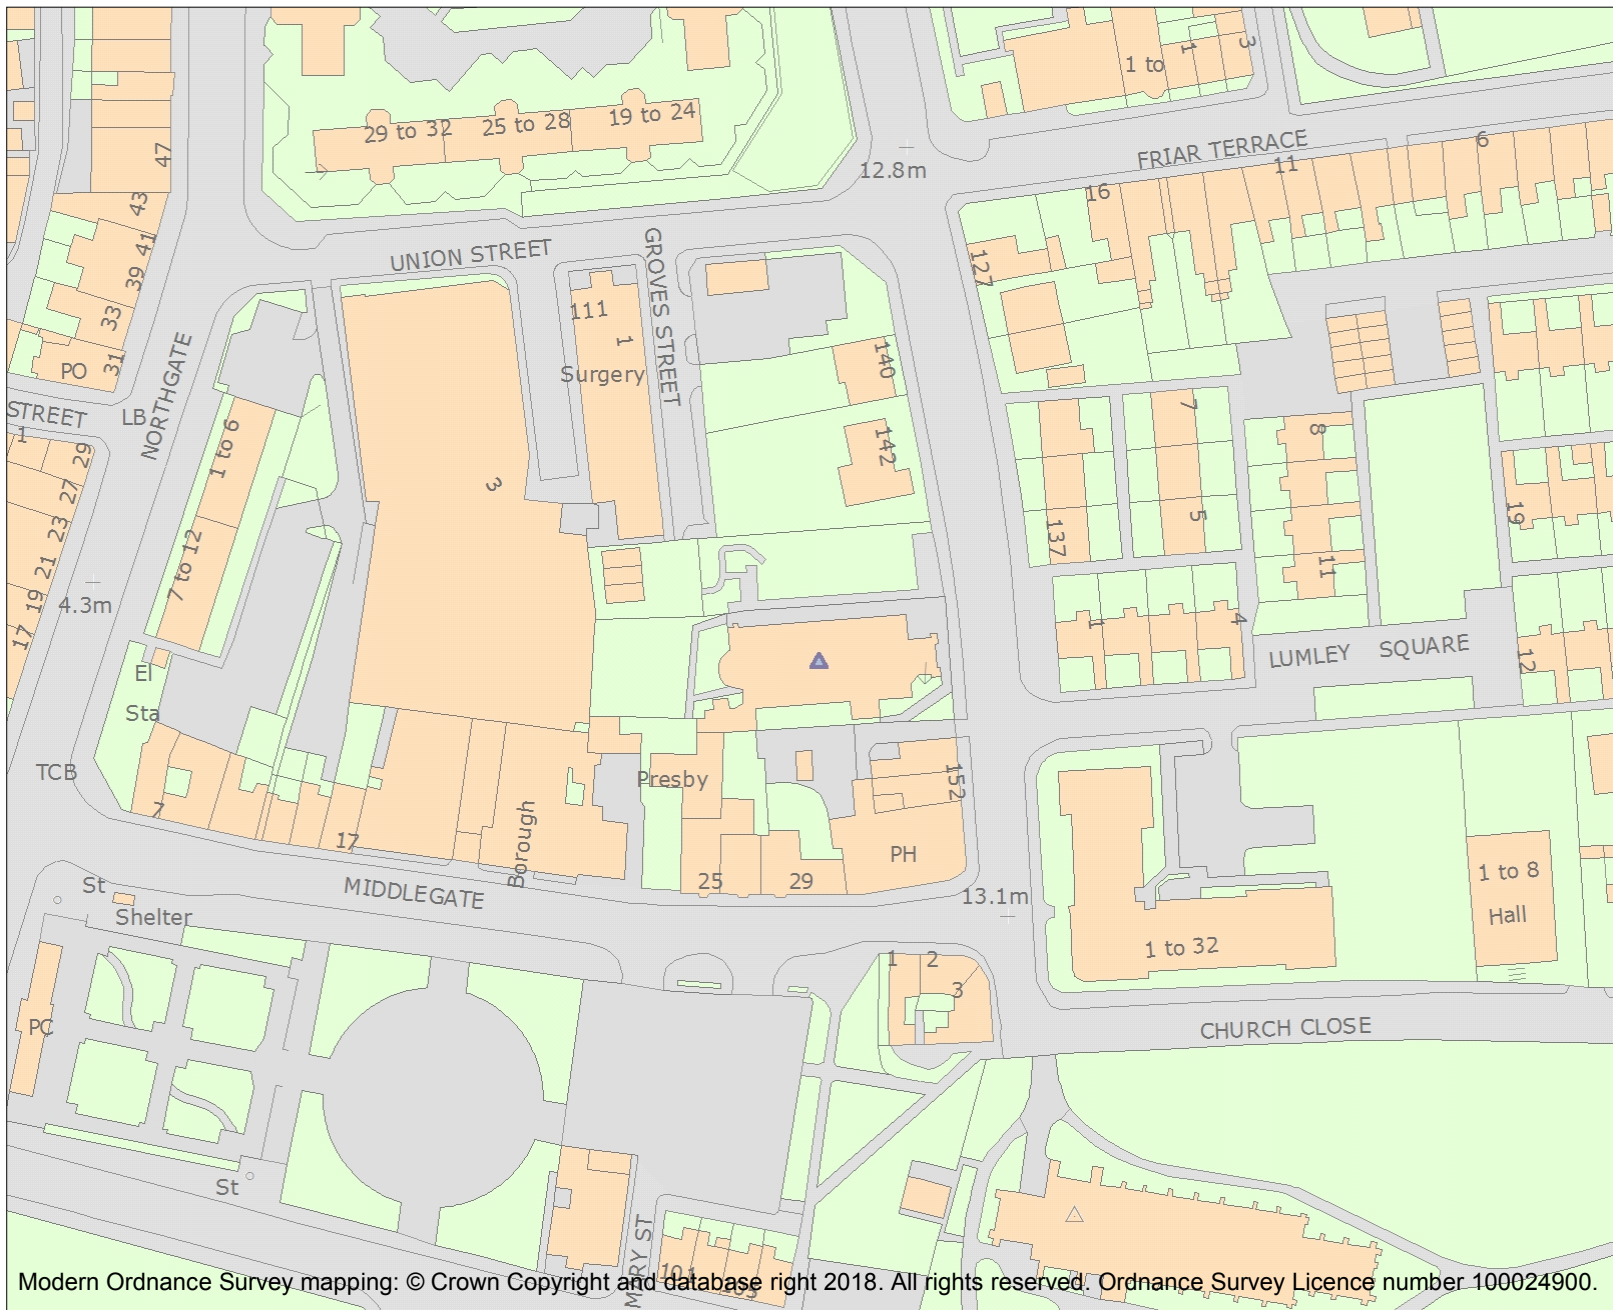 1 to
1
3
29 to 32
25 to 28
19 to 24
47
43
41
39
33
31
PO
12.8m
FRIAR TERRACE
6
11
16
127
UNION STREET
GROVES STREET
NORTHGATE
111
1
Surgery
140
142
STREET
LB
1
29
27
23
21
19
17
4.3m
1 to 6
7 to 12
3
7
5
137
8
11
19
1
4
LUMLEY SQUARE
12
El
Sta
TCB
7
17
Borough
Presby
152
25
29
PH
MIDDLEGATE
13.1m
St
Shelter
1 to 32
1 to 8
Hall
1
2
3
PC
CHURCH CLOSE
St
MARY ST
101
105
Modern Ordnance Survey mapping: © Crown Copyright and database right 2018. All rights reserved. Ordnance Survey Licence number 100024900.